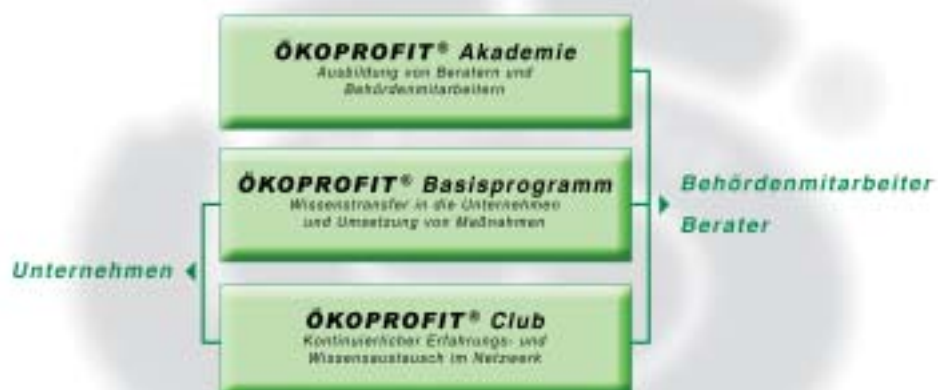 ÖKOPROFIT® Akademie
Ausbildung von Beratern und
Behördenmitarbeitern
ÖKOPROFIT® Basisprogramm
Wissenstransfer in die Unternehmen
und Umsetzung von Maßnahmen
Behördenmitarbeiter
Berater
Unternehmen
ÖKOPROFIT® Club
Kontinuierlicher Erfahrungs- und
Wissensaustausch im Netzwerk